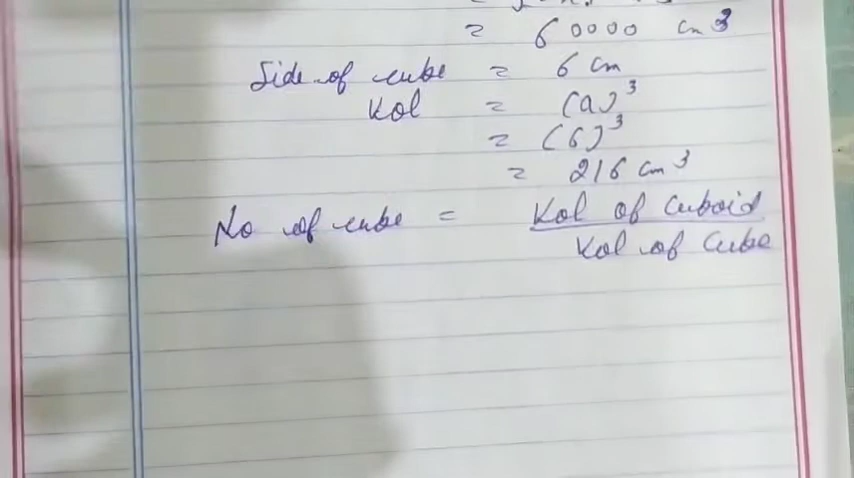 = 60000 cm3
Side of cube = 6 cm
Vol = (a)3
= (6)3
= 216 cm3
No of cube = Vol of Cuboid
Vol of Cube